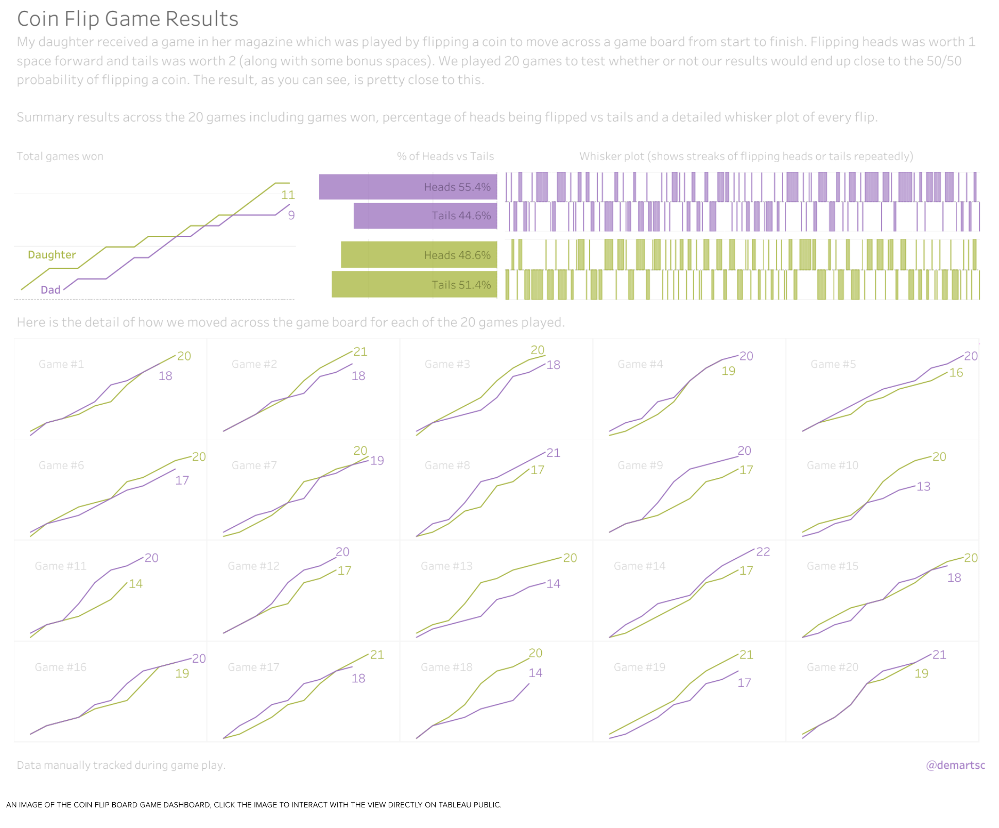 Coin Flip Game Results
My daughter received a game in her magazine which was played by flipping a coin to move across a game board from start to finish. Flipping heads was worth 1
space forward and tails was worth 2 (along with some bonus spaces). We played 20 games to test whether or not our results would end up close to the 50/50
probability of flipping a coin. The result, as you can see, is pretty close to this.
Summary results across the 20 games including games won, percentage of heads being flipped vs tails and a detailed whisker plot of every flip.
Total games won
% of Heads vs Tails
Whisker plot (shows streaks of flipping heads or tails repeatedly)
11
9
Daughter
Dad
Heads 55.4%
Tails 44.6%
Heads 48.6%
Tails 51.4%
Here is the detail of how we moved across the game board for each of the 20 games played.
Game #1
20
18
Game #2
21
18
Game #3
20
18
Game #4
20
19
Game #5
20
16
Game #6
20
17
Game #7
20
19
Game #8
21
17
Game #9
20
17
Game #10
20
13
Game #11
20
14
Game #12
20
17
Game #13
20
14
Game #14
22
17
Game #15
20
18
Game #16
20
19
Game #17
21
18
Game #18
20
14
Game #19
21
17
Game #20
21
19
Data manually tracked during game play.
@demartsc
AN IMAGE OF THE COIN FLIP BOARD GAME DASHBOARD, CLICK THE IMAGE TO INTERACT WITH THE VIEW DIRECTLY ON TABLEAU PUBLIC.